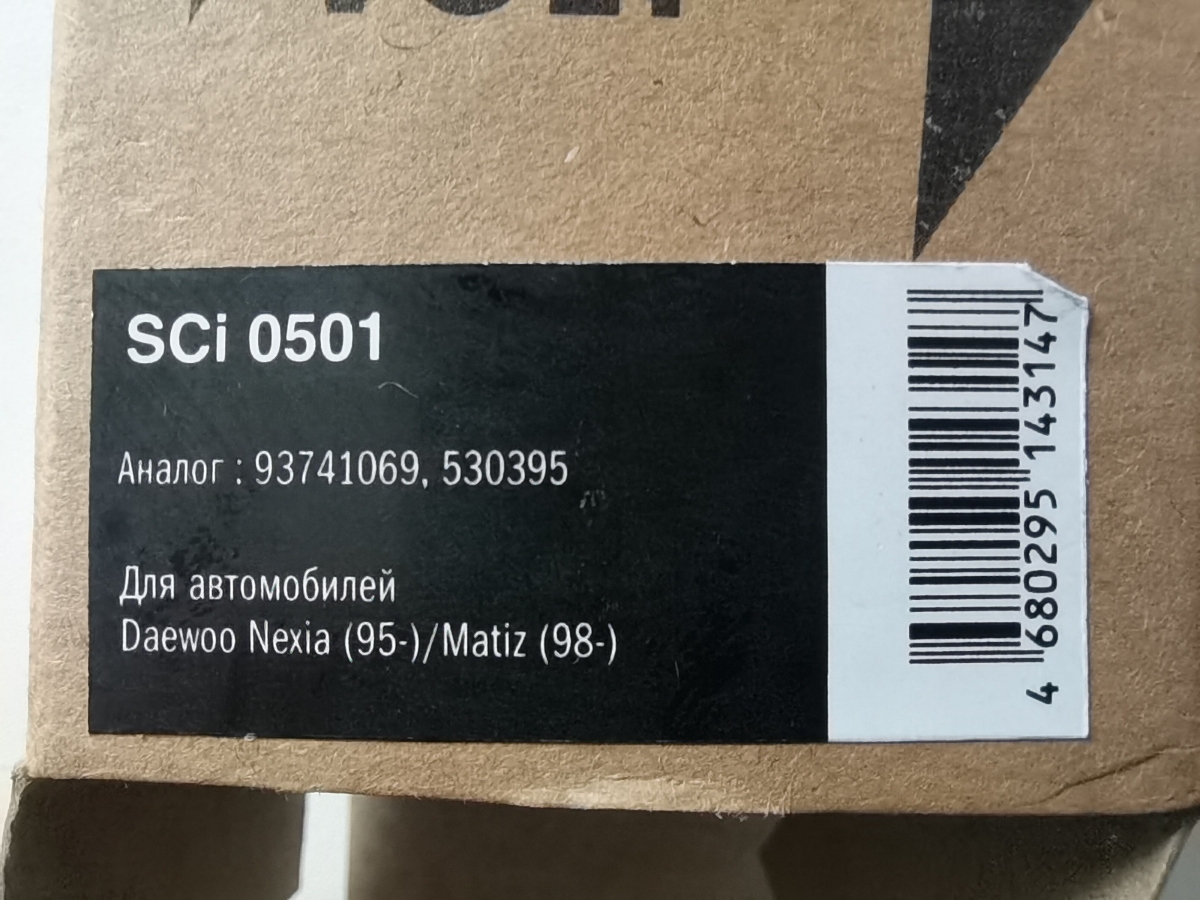 SCi 0501
Аналог : 93741069, 530395
Для автомобилей
Daewoo Nexia (95-)/Matiz (98-)
4 680295 143147